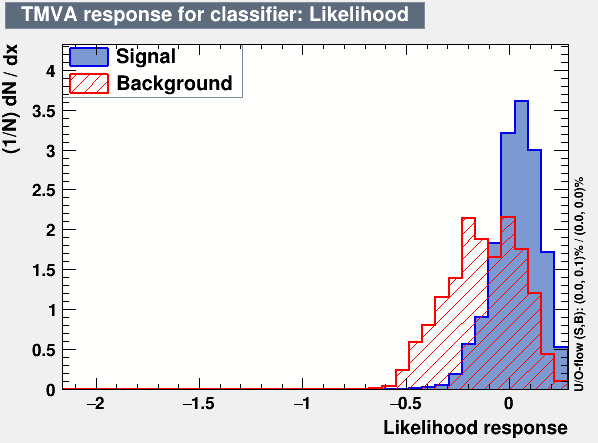 TMVA response for classifier: Likelihood
Signal
Background
(1/N) dN / dx
4
3.5
3
2.5
2
1.5
1
0.5
0
−2
−1.5
−1
−0.5
0
Likelihood response
U/O-flow (S,B): (0.0, 0.1)% / (0.0, 0.0)%